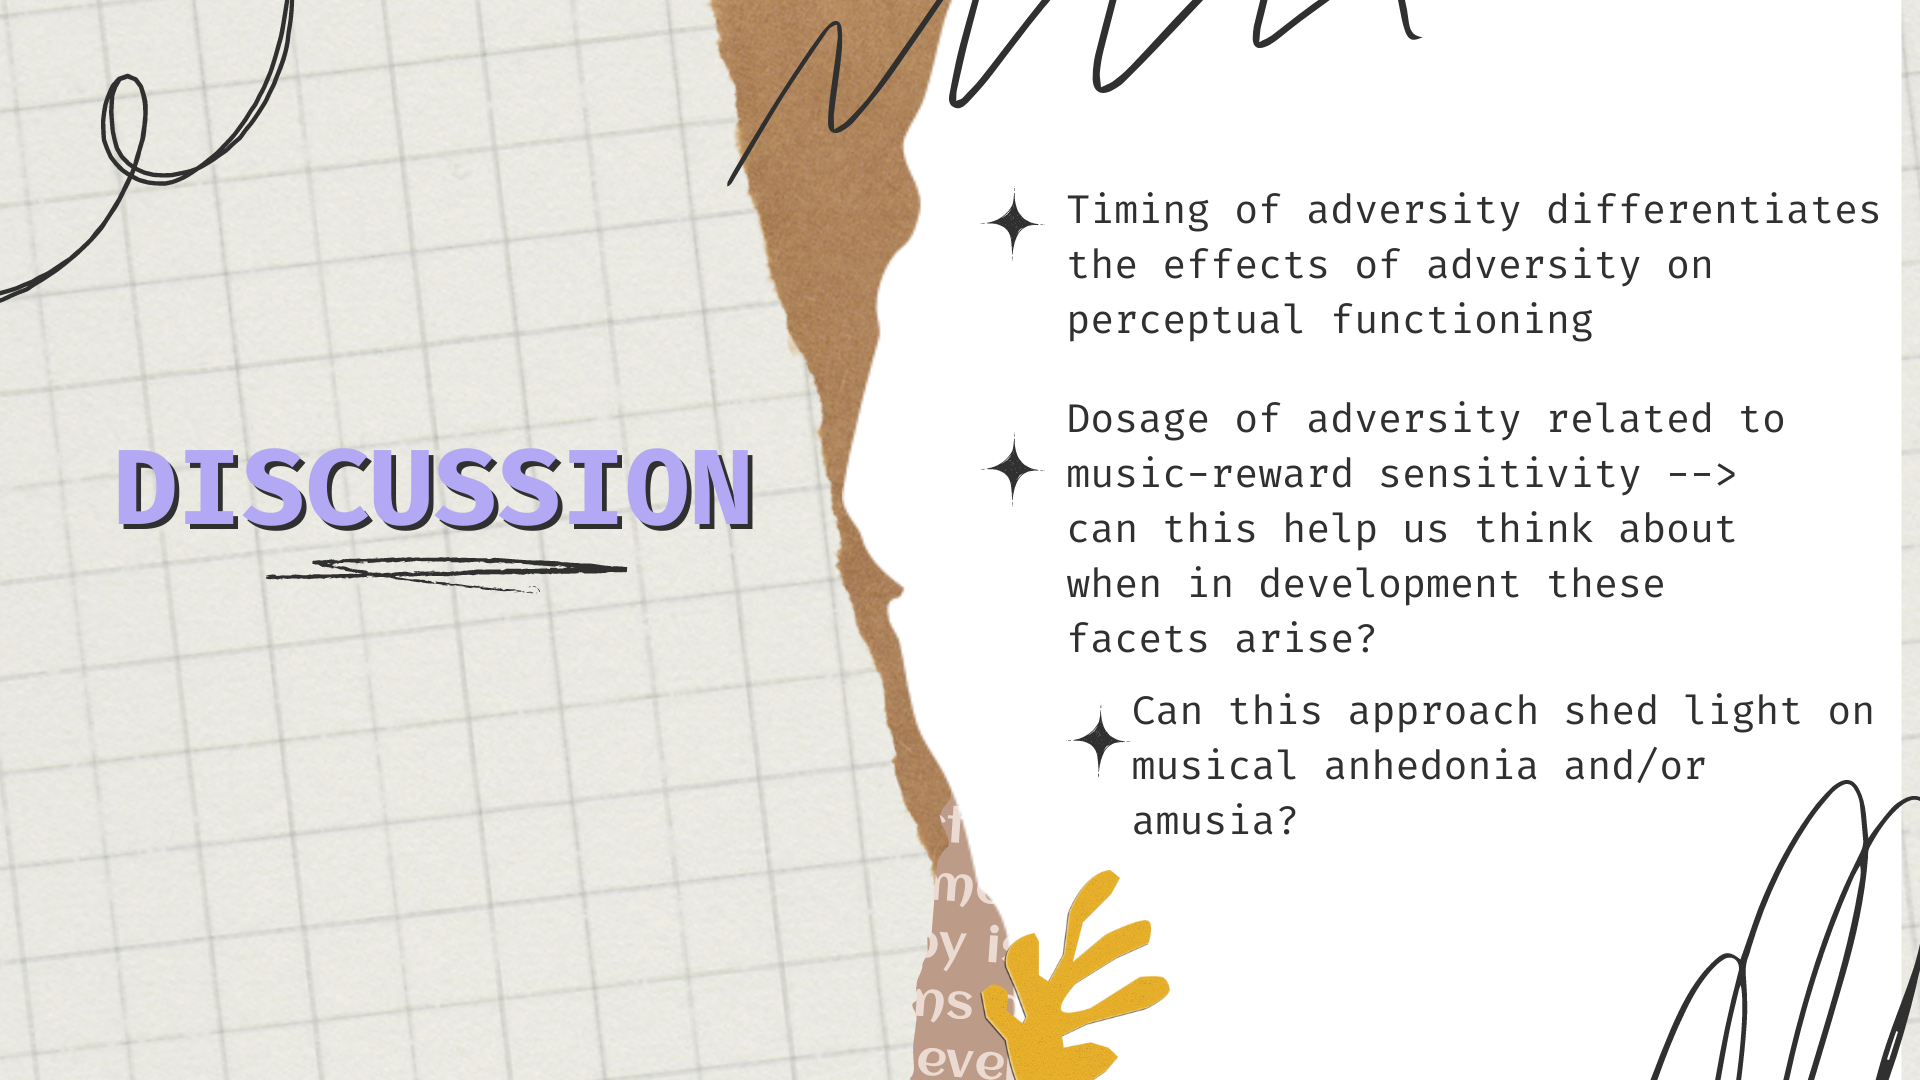 DISCUSSION
Timing of adversity differentiates
the effects of adversity on
perceptual functioning
Dosage of adversity related to
music-reward sensitivity -->
can this help us think about
when in development these
facets arise?
Can this approach shed light on
musical anhedonia and/or
amusia?